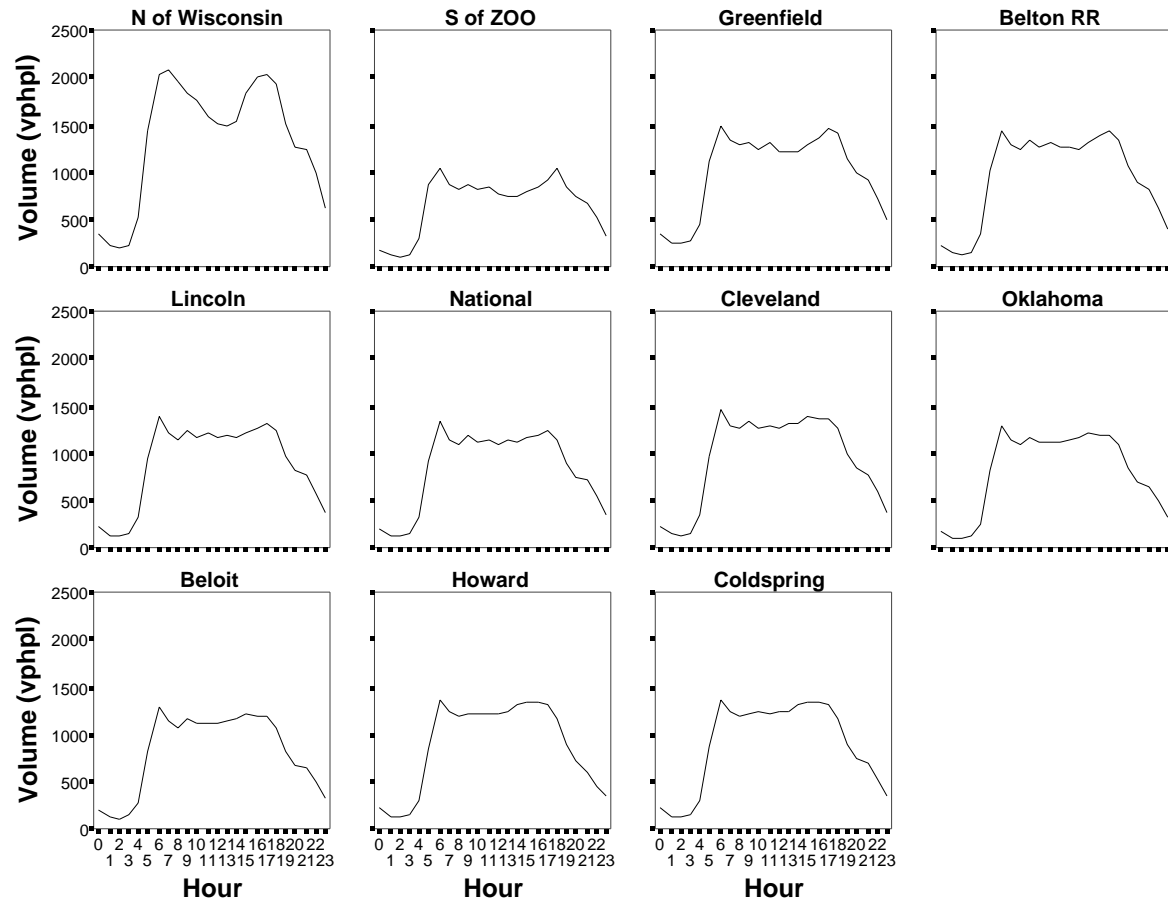 N of Wisconsin S of ZOO Greenfield Belton RR
2500
2000
1500
1000
500
0
Volume (vphpl)
Lincoln National Cleveland Oklahoma
2500
2000
1500
1000
500
0
Volume (vphpl)
Beloit Howard Coldspring
2500
2000
1500
1000
500
0
Volume (vphpl)
0 2 4 6 8 10 12 14 16 18 20 22 0 2 4 6 8 10 12 14 16 18 20 22 0 2 4 6 8 10 12 14 16 18 20 22
1 3 5 7 9 11 13 15 17 19 21 23 1 3 5 7 9 11 13 15 17 19 21 23 1 3 5 7 9 11 13 15 17 19 21 23
Hour Hour Hour